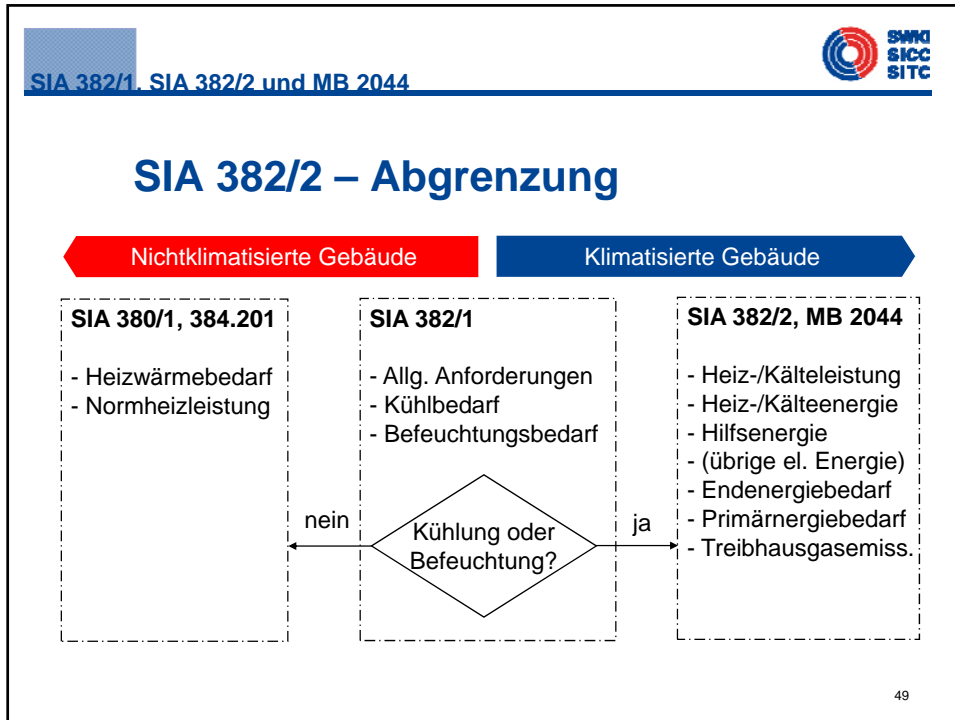 SIA 382/1, SIA 382/2 und MB 2044
SWKI
SICC
SITC
SIA 382/2 – Abgrenzung
Nichtklimatisierte Gebäude
Klimatisierte Gebäude
SIA 380/1, 384.201
- Heizwärmebedarf
- Normheizleistung
SIA 382/1
- Allg. Anforderungen
- Kühlbedarf
- Befeuchtungsbedarf
nein
Kühlung oder
Befeuchtung?
ja
SIA 382/2, MB 2044
- Heiz-/Kälteleistung
- Heiz-/Kälteenergie
- Hilfsenergie
- (übrige el. Energie)
- Endenergiebedarf
- Primärnergiebedarf
- Treibhausgasemiss.
49